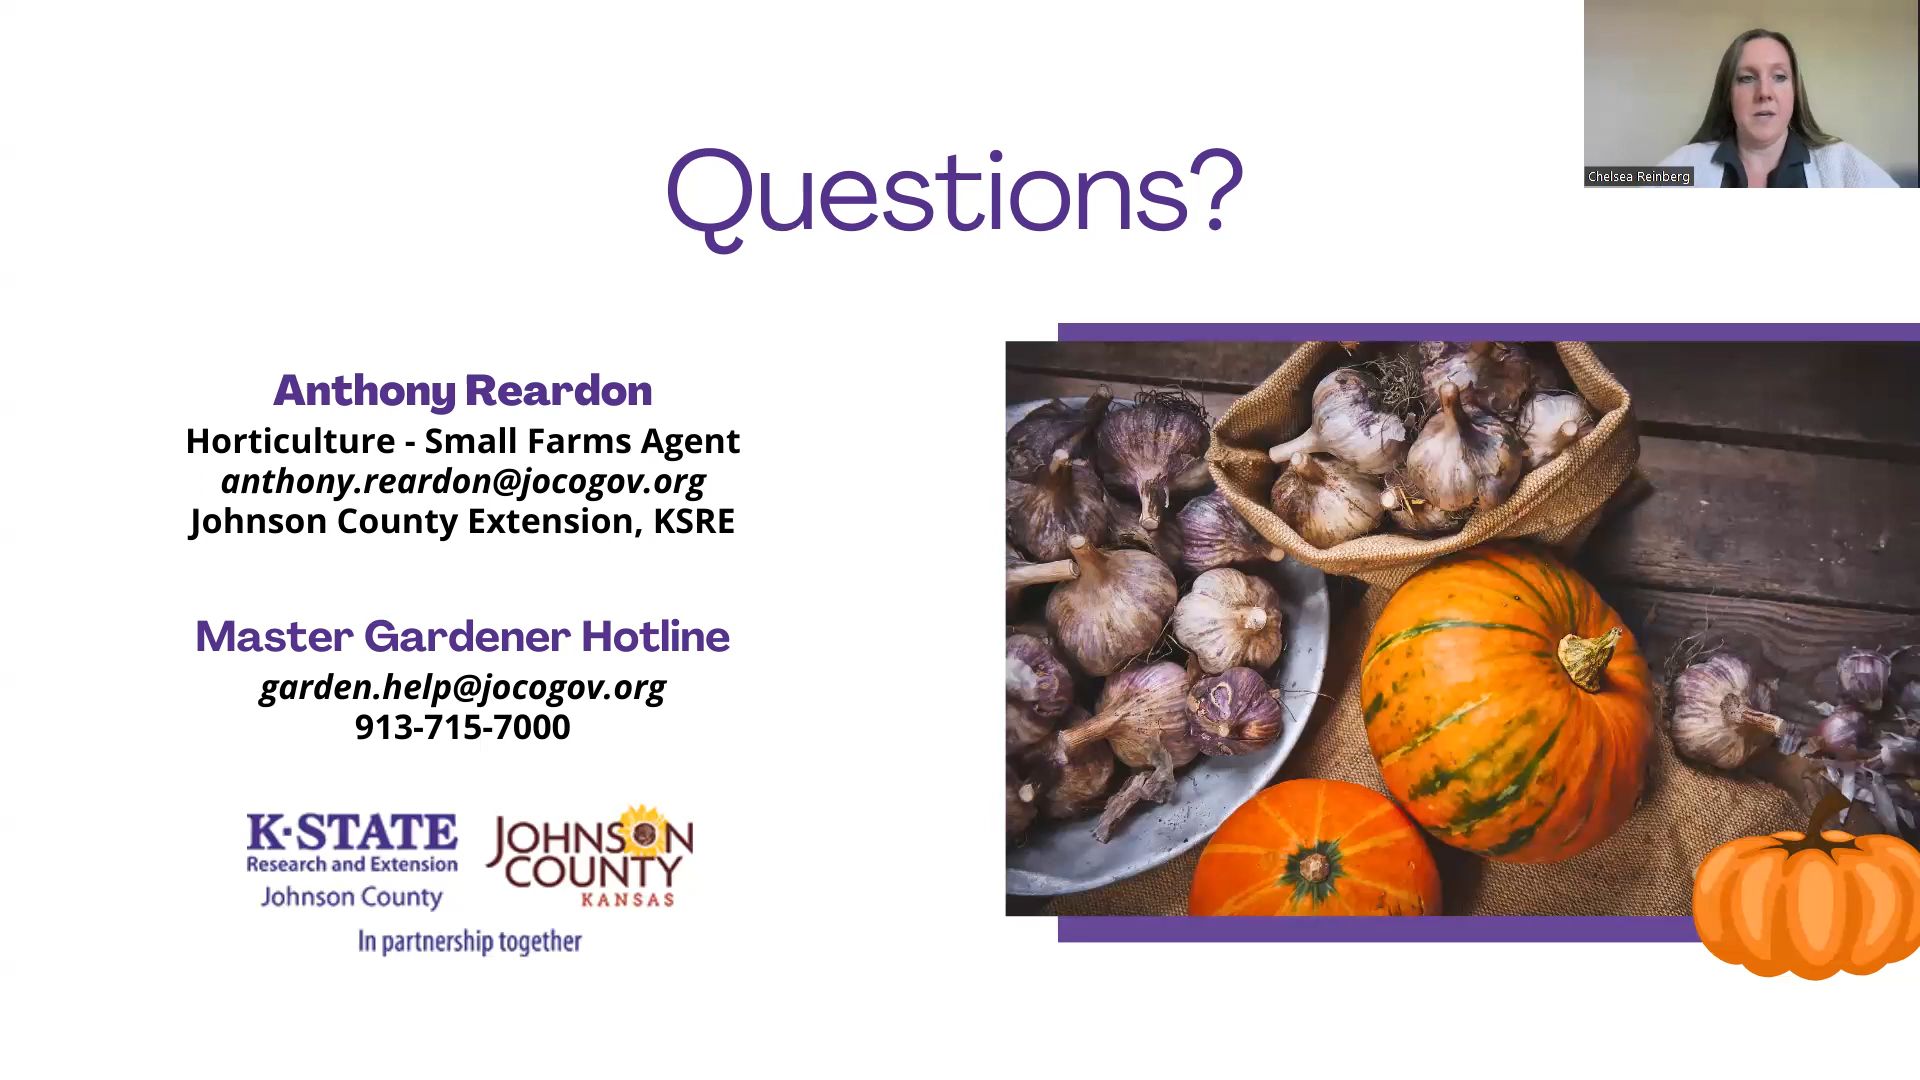 Questions?
Chelsea Reinberg
Anthony Reardon
Horticulture - Small Farms Agent
anthony.reardon@jocogov.org
Johnson County Extension, KSRE
Master Gardener Hotline
garden.help@jocogov.org
913-715-7000
K-STATE
Research and Extension
Johnson County
JOHNSON
COUNTY
KANSAS
In partnership together